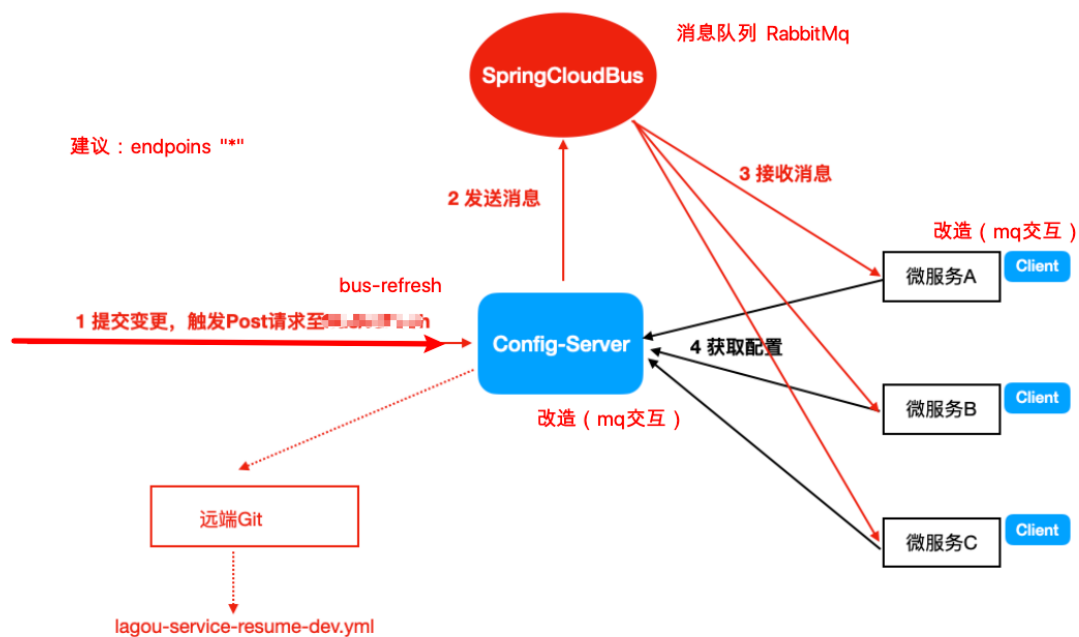 消息队列 RabbitMq
SpringCloudBus
建议：endpoins "*"
3 接收消息
2 发送消息
改造（mq交互）
Client
微服务A
bus-refresh
1 提交变更，触发Post请求至
Config-Server
4 获取配置
Client
微服务B
改造（mq交互）
远端Git
Client
微服务C
lagou-service-resume-dev.yml